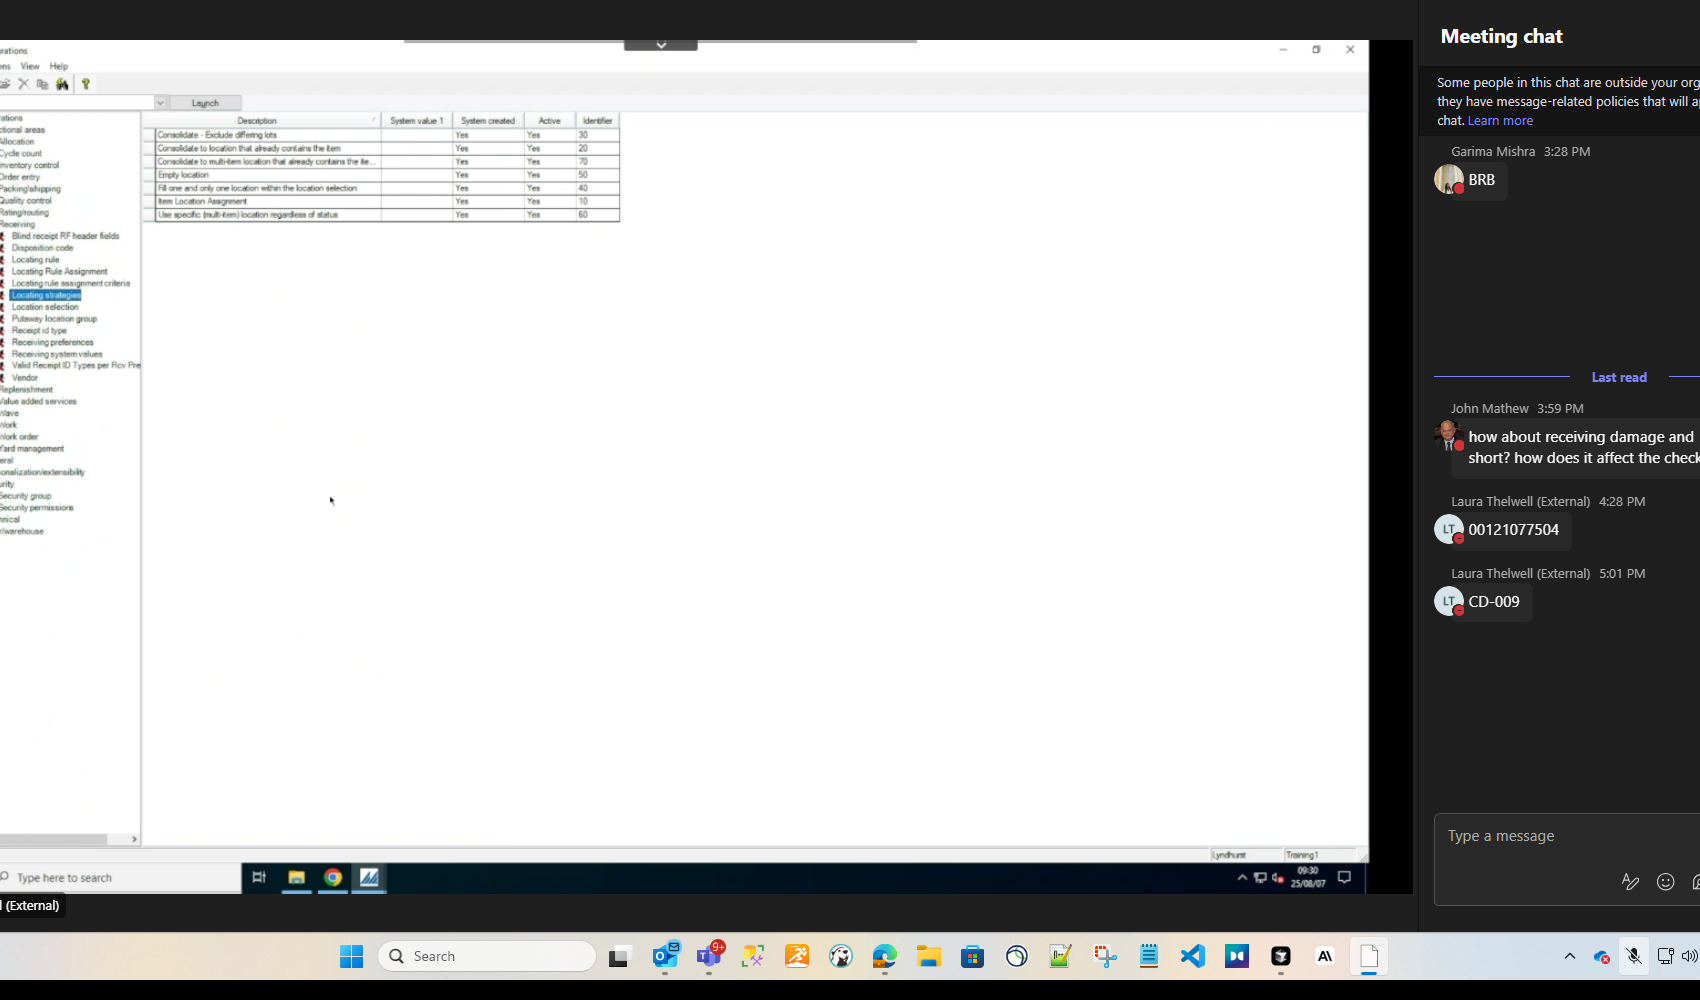 rations
ons View Help
Launch
rations
ctional areas
Allocation
Cycle count
nventory control
Order entry
Packing\shipping
Quality control
Rating/routing
Receiving
Blind receipt RF header fields
Disposition code
Locating rule
Locating Rule Assignment
Locating rule assignment criteria
Locating strategies
Location selection
Putaway location group
Receipt id type
Receiving preferences
Receiving system values
Valid Receipt ID Types per Rcv Pre
Vendor
Replenishment
Value added services
Wave
Work
Work order
Yard management
eral
onalization/extensibility
urity
Security group
Security permissions
hnical
/warehouse
Description System value 1 System created Active Identifier
Consolidate - Exclude differing lots Yes Yes 30
Consolidate to location that already contains the item Yes Yes 20
Consolidate to multi-item location that already contains the ite... Yes Yes 70
Empty location Yes Yes 50
Fill one and only one location within the location selection Yes Yes 40
Item Location Assignment Yes Yes 10
Use specific (multi-item) location regardless of status Yes Yes 60
Lyndhurst Training1
Type here to search
09:30
25/08/07
(External)
Meeting chat
Some people in this chat are outside your org
they have message-related policies that will a
chat. Learn more
Garima Mishra 3:28 PM
BRB
Last read
John Mathew 3:59 PM
how about receiving damage and
short? how does it affect the check
Laura Thelwell (External) 4:28 PM
LT
00121077504
Laura Thelwell (External) 5:01 PM
LT
CD-009
Type a message
Search
9+